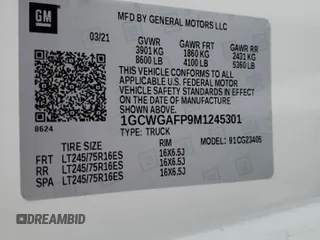 GM
MFD BY GENERAL MOTORS LLC
03/21 GVWR GAWR FRT GAWR RR
3901 KG 1860 KG 2431 KG
8600 LB 4100 LB 5360 LB
THIS VEHICLE CONFORMS TO ALL
APPLICABLE U.S. FEDERAL MOTOR
VEHICLE SAFETY STANDARDS IN
EFFECT ON THE DATE OF
MANUFACTURE SHOWN ABOVE.
8624
1GCWGAFP9M1245301
TYPE: TRUCK
TIRE SIZE RIM MODEL: 91CG23405
FRT LT245/75R16ES 16X6.5J
RR LT245/75R16ES 16X6.5J
SPA LT245/75R16ES 16X6.5J
DREAMBID